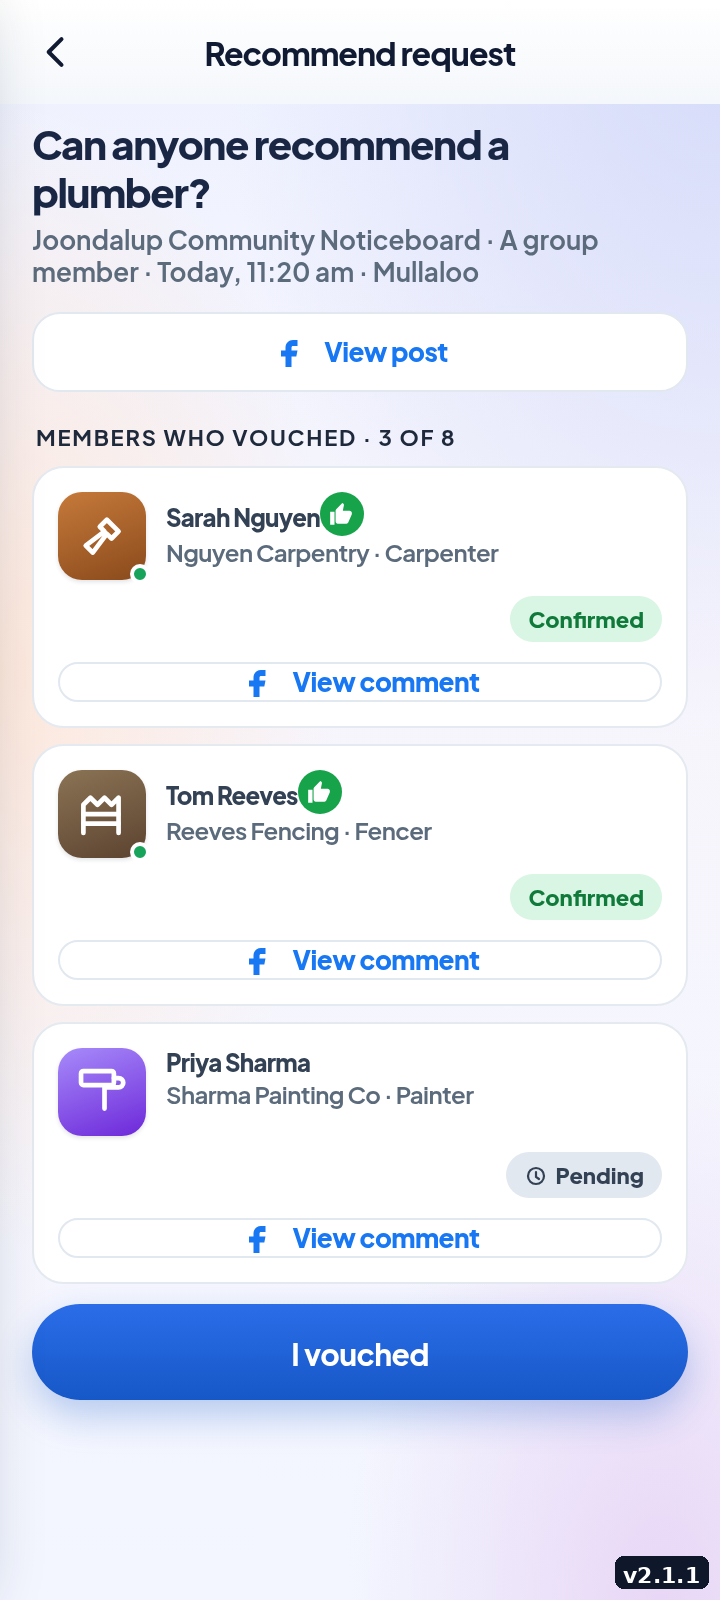 Recommend request
Can anyone recommend a
plumber?
Joondalup Community Noticeboard · A group
member · Today, 11:20 am · Mullaloo
View post
MEMBERS WHO VOUCHED · 3 OF 8
Sarah Nguyen
Nguyen Carpentry · Carpenter
Confirmed
View comment
Tom Reeves
Reeves Fencing · Fencer
Confirmed
View comment
Priya Sharma
Sharma Painting Co · Painter
Pending
View comment
I vouched
v2.1.1